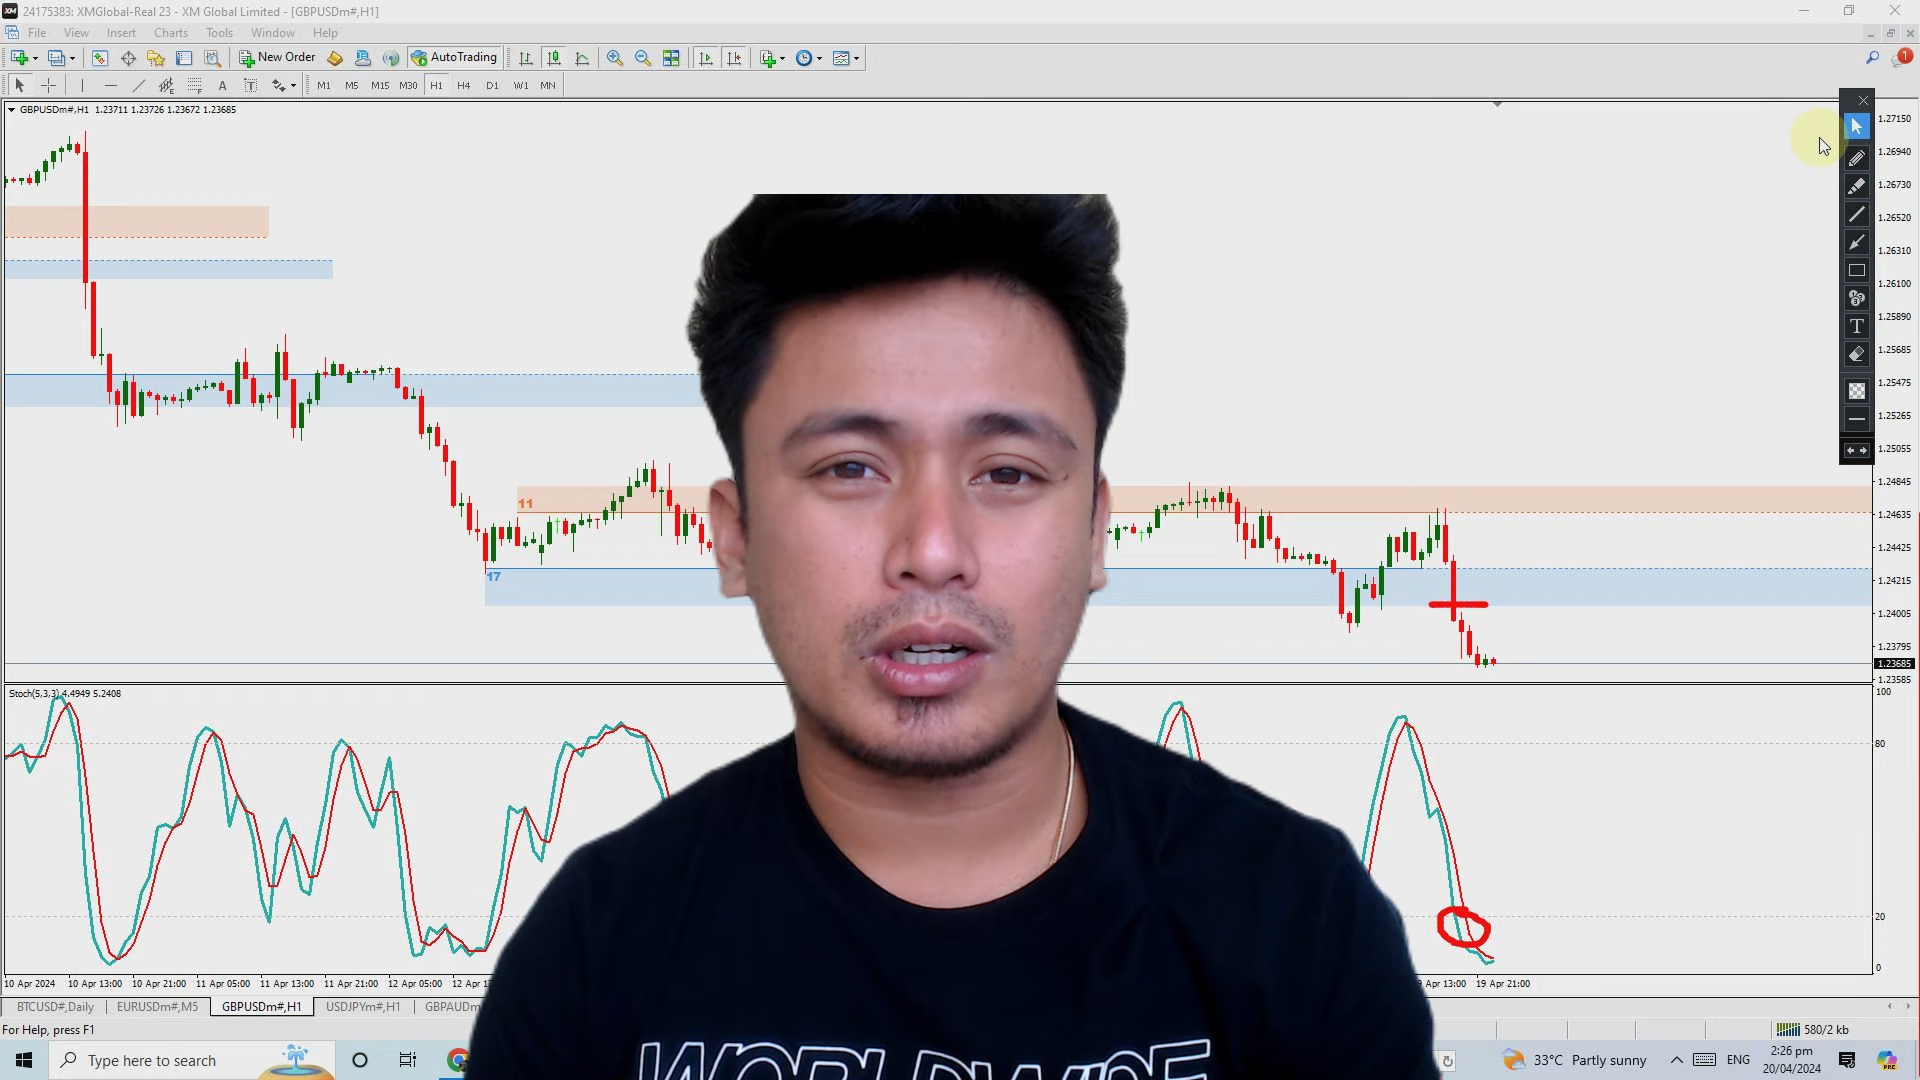 24175383: XMGlobal-Real 23 - XM Global Limited - [GBPUSDm#,H1]
File View Insert Charts Tools Window Help
New Order AutoTrading 1
A T M1 M5 M15 M30 H1 H4 D1 W1 MN
GBPUSDm#,H1 1.23711 1.23726 1.23672 1.23685
1.27150
1.26940
1.26730
1.26520
1.26310
1.26100
1.25890
T
1.25685
1.25475
1.25265
1.25055
1.24845
11
1.24635
1.24425
17
1.24215
1.24005
1.23795
1.23685
1.23585
Stoch(5,3,3) 4.4949 5.2408
100
80
20
0
10 Apr 2024 10 Apr 13:00 10 Apr 21:00 11 Apr 05:00 11 Apr 13:00 11 Apr 21:00 12 Apr 05:00 12 Apr Apr 13:00 19 Apr 21:00
BTCUSD#,Daily EURUSDm#,M5 GBPUSDm#,H1 USDJPYm#,H1 GBPAUDm
For Help, press F1
580/2 kb
WORLDWIDE
Type here to search
33°C Partly sunny
ENG
2:26 pm
20/04/2024
PRE